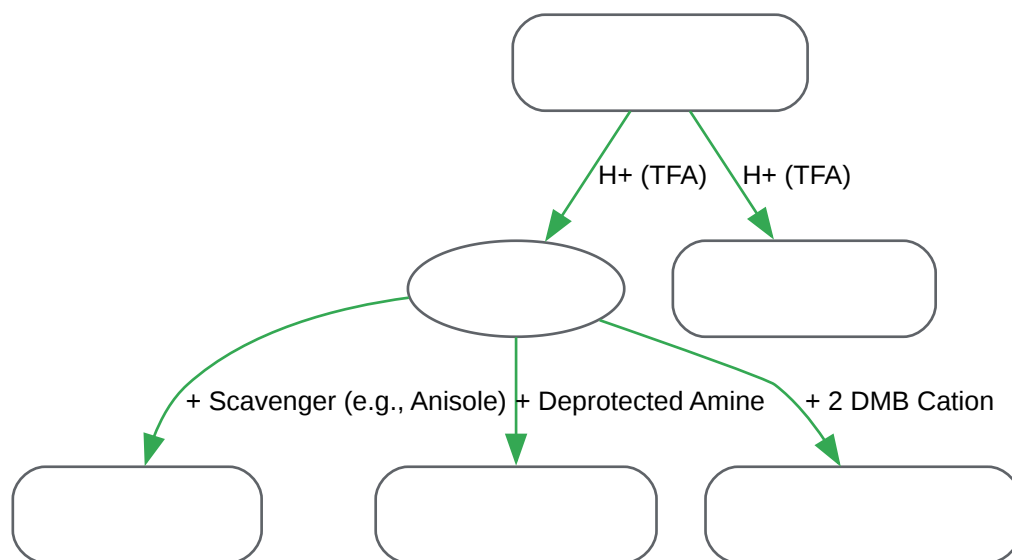 H+ (TFA)
H+ (TFA)
+ Scavenger (e.g., Anisole)
+ Deprotected Amine
+ 2 DMB Cation